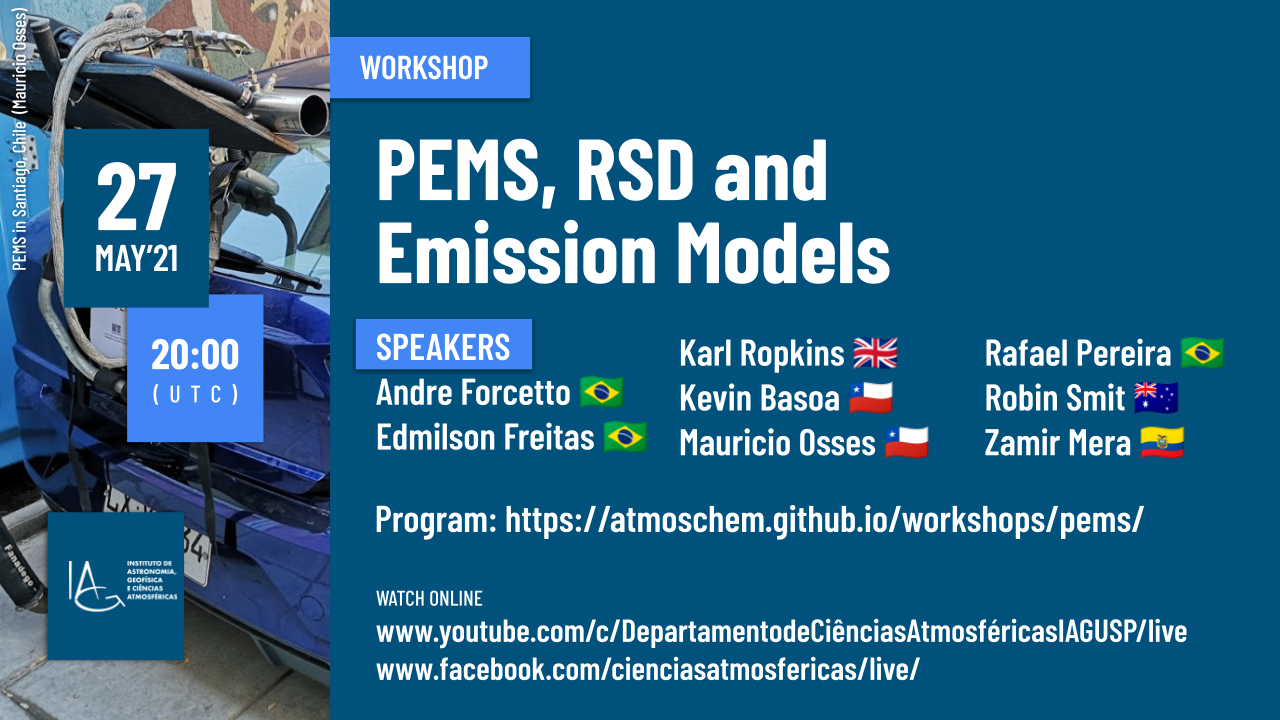 PEMS in Santiago, Chile (Mauricio Osses)
27
MAY'21
20:00
(UTC)
INSTITUTO DE
ASTRONOMIA,
GEOFÍSICA
E CIÊNCIAS
ATMOSFÉRICAS
Fanadego
WORKSHOP
PEMS, RSD and
Emission Models
SPEAKERS
Andre Forcetto
Edmilson Freitas
Karl Ropkins
Kevin Basoa
Mauricio Osses
Rafael Pereira
Robin Smit
Zamir Mera
Program: https://atmoschem.github.io/workshops/pems/
WATCH ONLINE
www.youtube.com/c/DepartamentodeCiênciasAtmosféricasIAGUSP/live
www.facebook.com/cienciasatmosfericas/live/